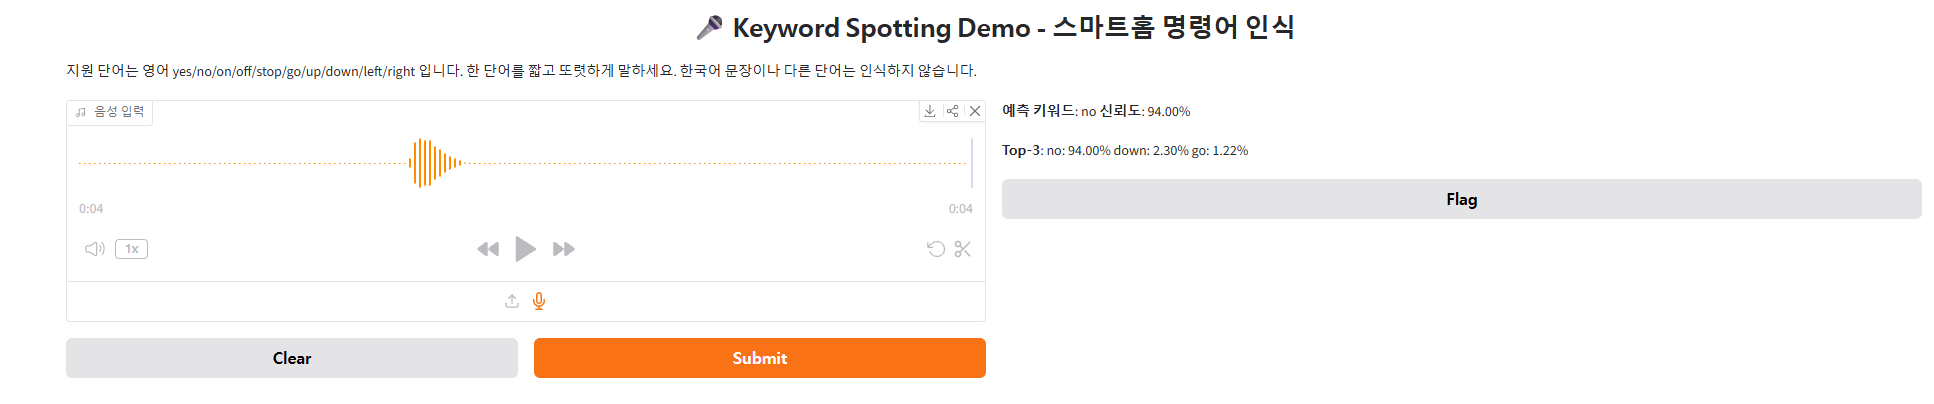 🎤 Keyword Spotting Demo - 스마트홈 명령어 인식
지원 단어는 영어 yes/no/on/off/stop/go/up/down/left/right 입니다. 한 단어를 짧고 또렷하게 말하세요. 한국어 문장이나 다른 단어는 인식하지 않습니다.
음성 입력
0:04
0:04
1x
Clear
Submit
예측 키워드: no 신뢰도: 94.00%
Top-3: no: 94.00% down: 2.30% go: 1.22%
Flag